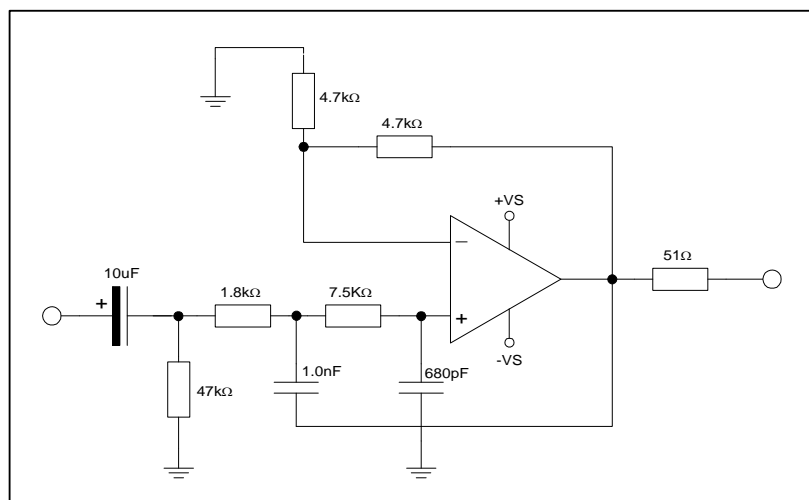 4.7kΩ
4.7kΩ
+VS
−
51Ω
10uF
+
1.8kΩ
7.5KΩ
+
-VS
1.0nF
680pF
47kΩ